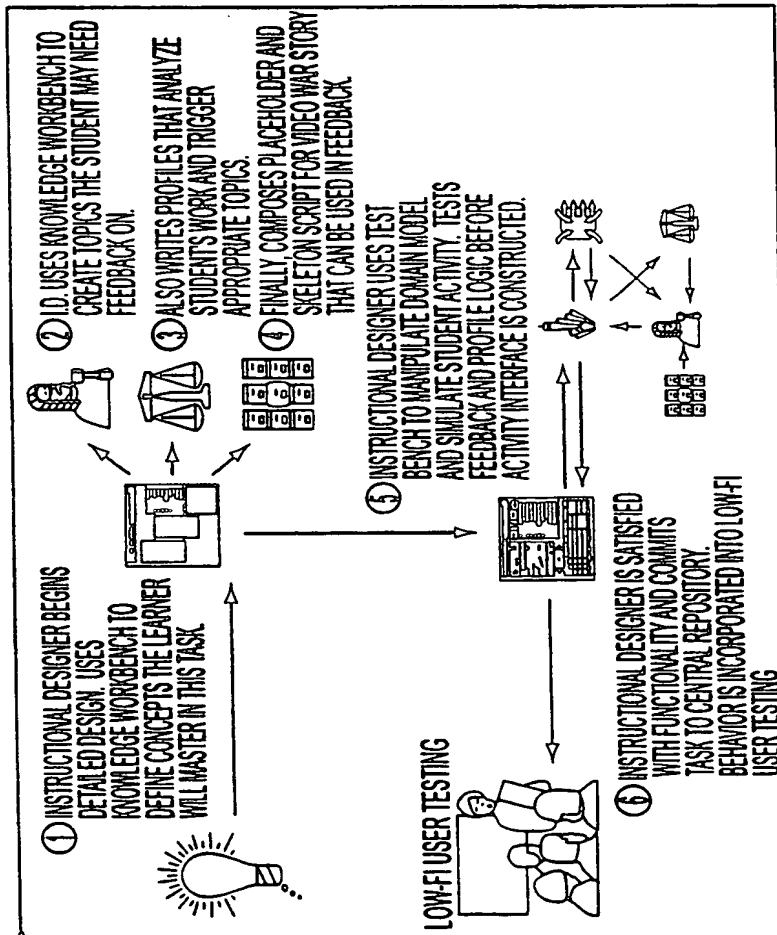 ① INSTRUCTIONAL DESIGNER BEGINS
DETAILED DESIGN. USES
KNOWLEDGE WORKBENCH TO
DEFINE CONCEPTS THE LEARNER
WILL MASTER IN THIS TASK.
② I.D. USES KNOWLEDGE WORKBENCH TO
CREATE TOPICS THE STUDENT MAY NEED
FEEDBACK ON.
③ ALSO WRITES PROFILES THAT ANALYZE
STUDENT'S WORK AND TRIGGER
APPROPRIATE TOPICS.
④ FINALLY, COMPOSES PLACEHOLDER AND
SKELETON SCRIPT FOR VIDEO WAR STORY
THAT CAN BE USED IN FEEDBACK.
⑤ INSTRUCTIONAL DESIGNER USES TEST
BENCH TO MANIPULATE DOMAIN MODEL
AND SIMULATE STUDENT ACTIVITY. TESTS
FEEDBACK AND PROFILE LOGIC BEFORE
ACTIVITY INTERFACE IS CONSTRUCTED.
LOW-FI USER TESTING
⑥ INSTRUCTIONAL DESIGNER IS SATISFIED
WITH FUNCTIONALITY AND COMMITS
TASK TO CENTRAL REPOSITORY.
BEHAVIOR IS INCORPORATED INTO LOW-FI
USER TESTING